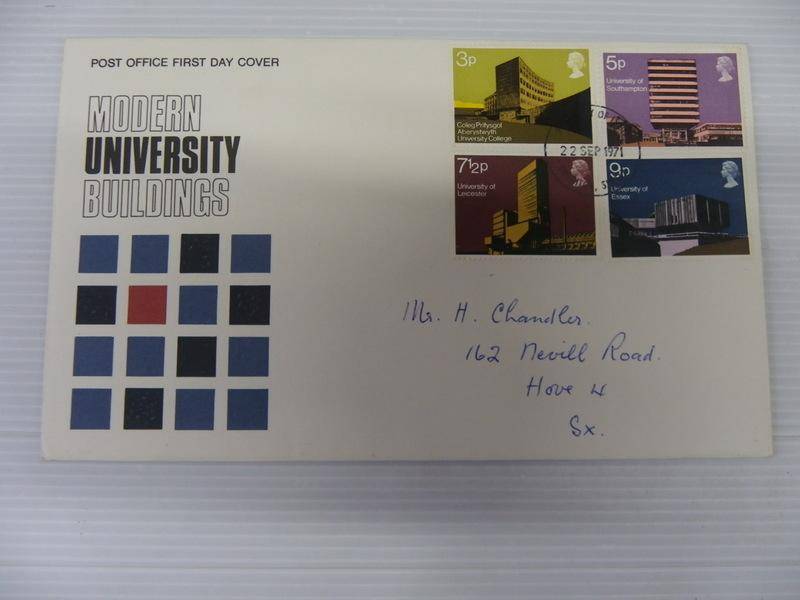 POST OFFICE FIRST DAY COVER
MODERN
UNIVERSITY
BUILDINGS
3p
Coleg Prifysgol
Aberystwyth
University College
5p
University of
Southampton
7½p
University of
Leicester
9p
University of
Essex
22 SEP 1971
Mr. H. Chandler.
162 Nevill Road.
Hove 4
Sx.